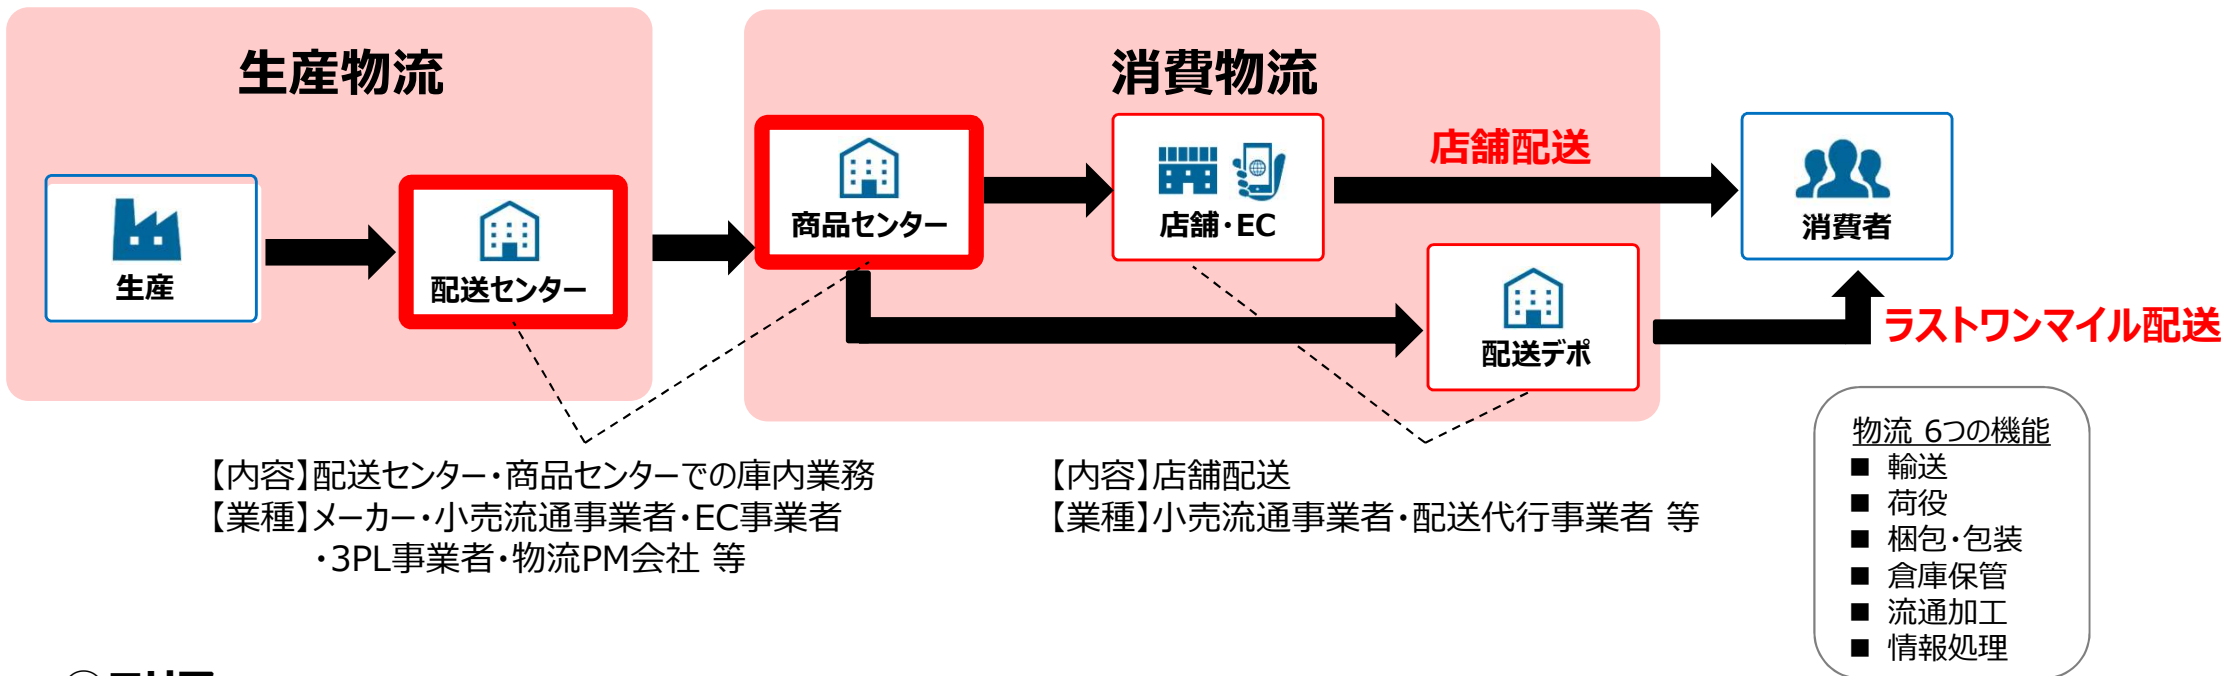 生産物流
消費物流
生産
配送センター
商品センター
店舗・EC
店舗配送
消費者
配送デポ
ラストワンマイル配送
【内容】配送センター・商品センターでの庫内業務
【業種】メーカー・小売流通事業者・EC事業者
・3PL事業者・物流PM会社 等
【内容】店舗配送
【業種】小売流通事業者・配送代行事業者 等
物流 6つの機能
■ 輸送
■ 荷役
■ 梱包・包装
■ 倉庫保管
■ 流通加工
■ 情報処理